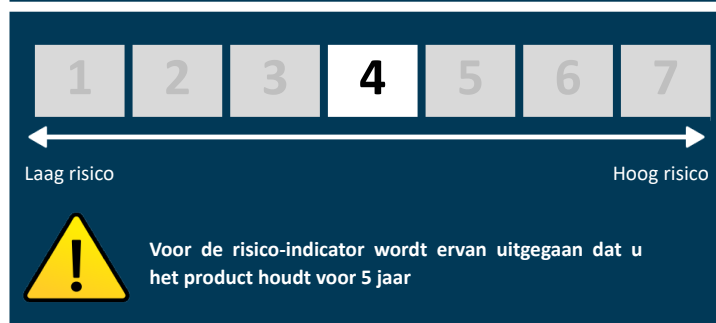 1 2 3 4 5 6 7
Laag risico Hoog risico
Voor de risico-indicator wordt ervan uitgegaan dat u
het product houdt voor 5 jaar